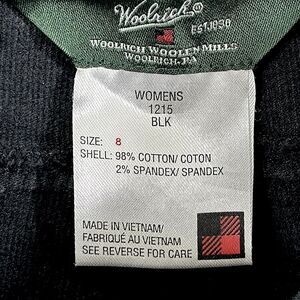 Woolrich®
EST.1830
WOOLRICH WOOLEN MILLS
WOOLRICH, PA
WOMENS
1215
BLK
SIZE: 8
SHELL: 98% COTTON/ COTON
2% SPANDEX/ SPANDEX
MADE IN VIETNAM/
FABRIQUÉ AU VIETNAM
SEE REVERSE FOR CARE